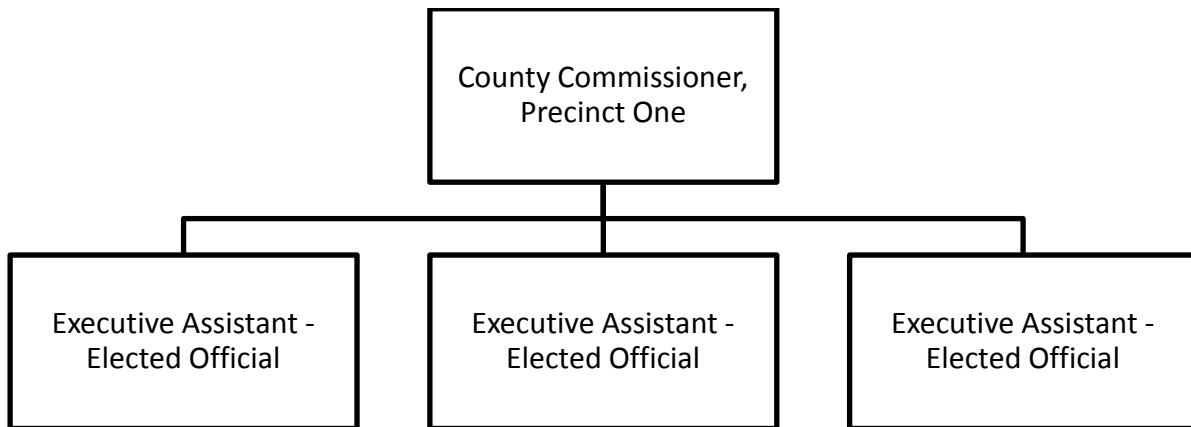 County Commissioner,
Precinct One
Executive Assistant -
Elected Official
Executive Assistant -
Elected Official
Executive Assistant -
Elected Official